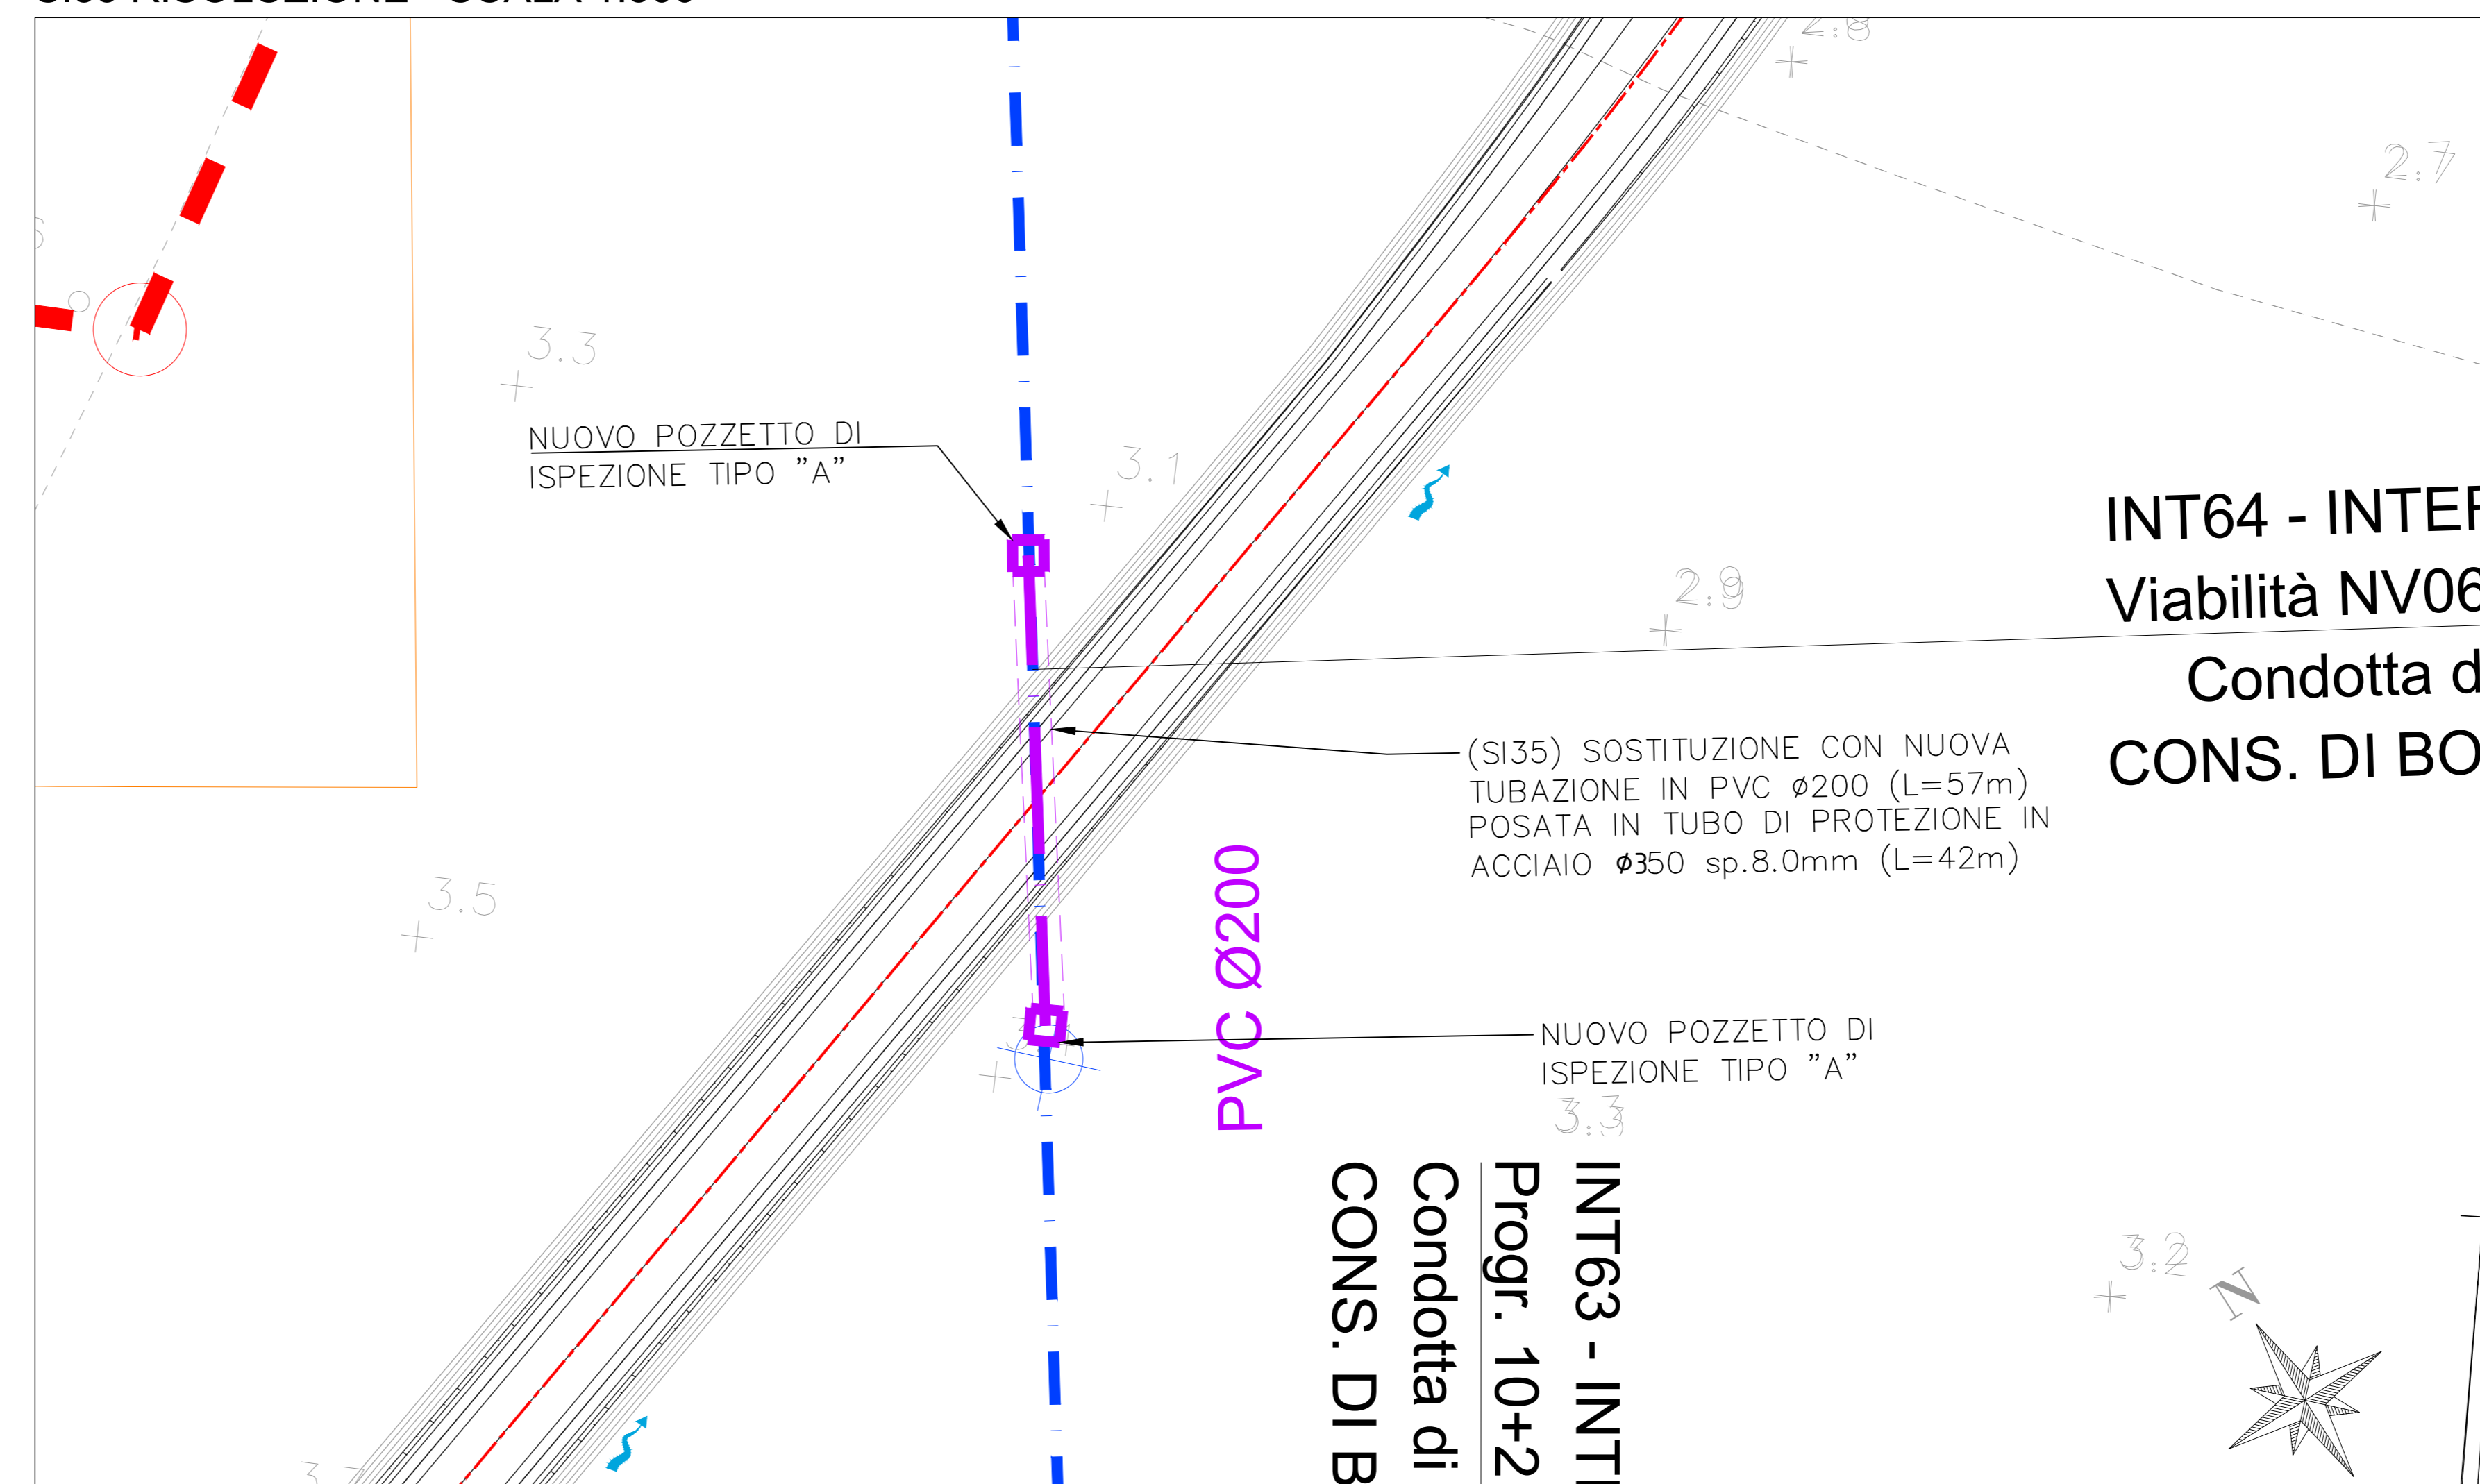 2.8
2.7
3.3
NUOVO POZZETTO DI
ISPEZIONE TIPO "A"
3.1
INT64 - INTER
Viabilità NV06
Condotta d
CONS. DI BO
2.9
(SI35) SOSTITUZIONE CON NUOVA
TUBAZIONE IN PVC Ø200 (L=57m)
POSATA IN TUBO DI PROTEZIONE IN
ACCIAIO Ø350 sp.8.0mm (L=42m)
3.5
PVC Ø200
NUOVO POZZETTO DI
ISPEZIONE TIPO "A"
3.3
INT63 - INT
Progr. 10+2
Condotta di
CONS. DI B
3.2
N